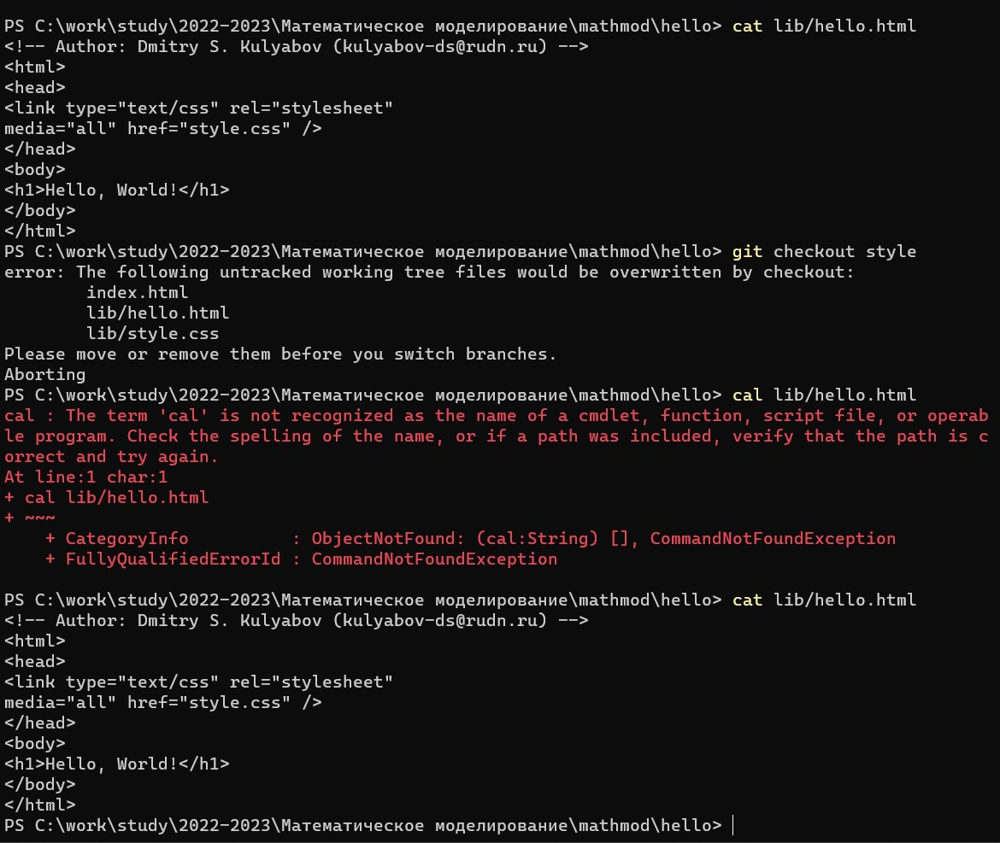 PS C:\work\study\2022-2023\Математическое моделирование\mathmod\hello> cat lib/hello.html
<!-- Author: Dmitry S. Kulyabov (kulyabov-ds@rudn.ru) -->
<html>
<head>
<link type="text/css" rel="stylesheet"
media="all" href="style.css" />
</head>
<body>
<h1>Hello, World!</h1>
</body>
</html>
PS C:\work\study\2022-2023\Математическое моделирование\mathmod\hello> git checkout style
error: The following untracked working tree files would be overwritten by checkout:
        index.html
        lib/hello.html
        lib/style.css
Please move or remove them before you switch branches.
Aborting
PS C:\work\study\2022-2023\Математическое моделирование\mathmod\hello> cal lib/hello.html
cal : The term 'cal' is not recognized as the name of a cmdlet, function, script file, or operab
le program. Check the spelling of the name, or if a path was included, verify that the path is c
orrect and try again.
At line:1 char:1
+ cal lib/hello.html
+ ~~~
    + CategoryInfo          : ObjectNotFound: (cal:String) [], CommandNotFoundException
    + FullyQualifiedErrorId : CommandNotFoundException

PS C:\work\study\2022-2023\Математическое моделирование\mathmod\hello> cat lib/hello.html
<!-- Author: Dmitry S. Kulyabov (kulyabov-ds@rudn.ru) -->
<html>
<head>
<link type="text/css" rel="stylesheet"
media="all" href="style.css" />
</head>
<body>
<h1>Hello, World!</h1>
</body>
</html>
PS C:\work\study\2022-2023\Математическое моделирование\mathmod\hello>